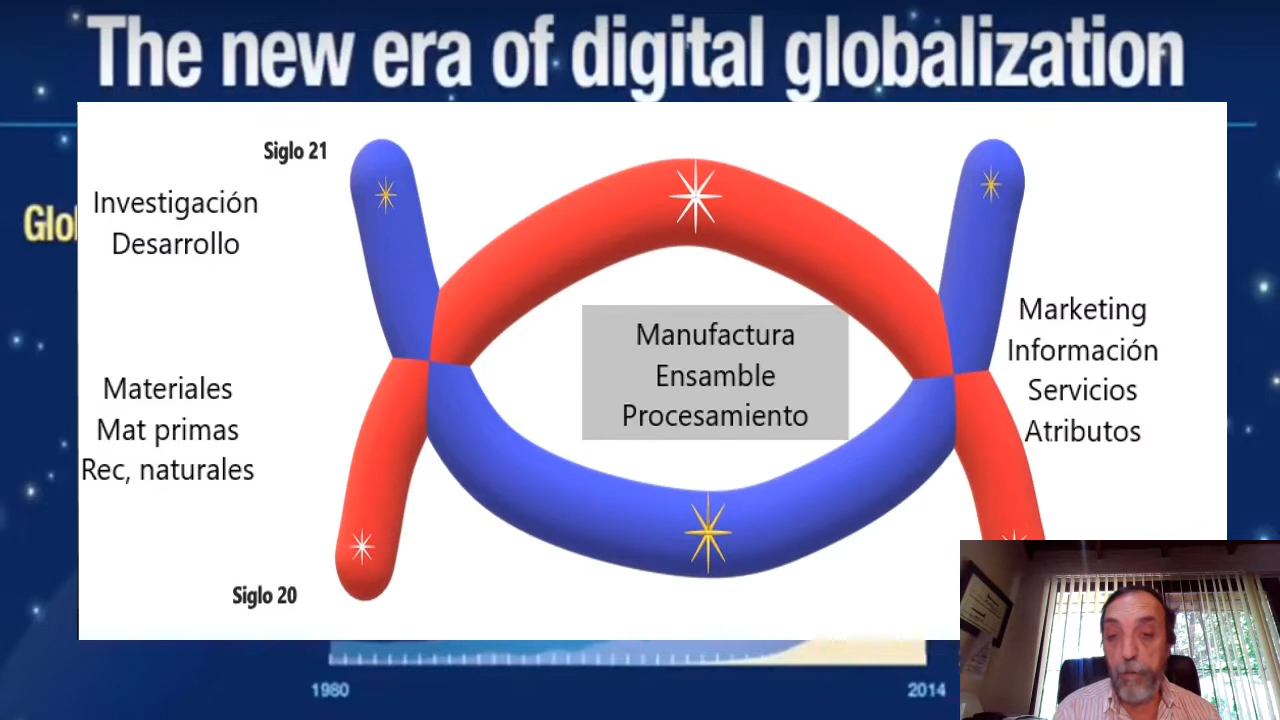 The new era of digital globalization
Siglo 21
Investigación
Desarrollo
Glo
Materiales
Mat primas
Rec, naturales
Manufactura
Ensamble
Procesamiento
Marketing
Información
Servicios
Atributos
Siglo 20
1980
2014